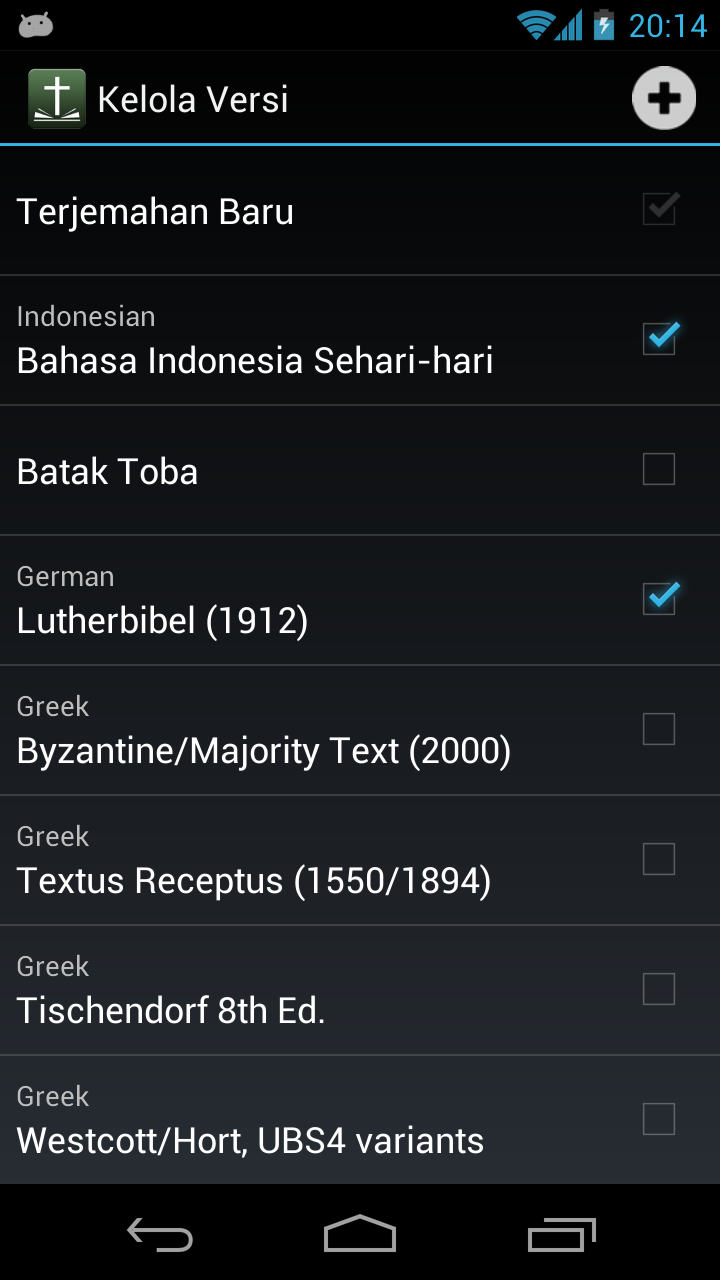 20:14
Kelola Versi
Terjemahan Baru
Indonesian
Bahasa Indonesia Sehari-hari
Batak Toba
German
Lutherbibel (1912)
Greek
Byzantine/Majority Text (2000)
Greek
Textus Receptus (1550/1894)
Greek
Tischendorf 8th Ed.
Greek
Westcott/Hort, UBS4 variants